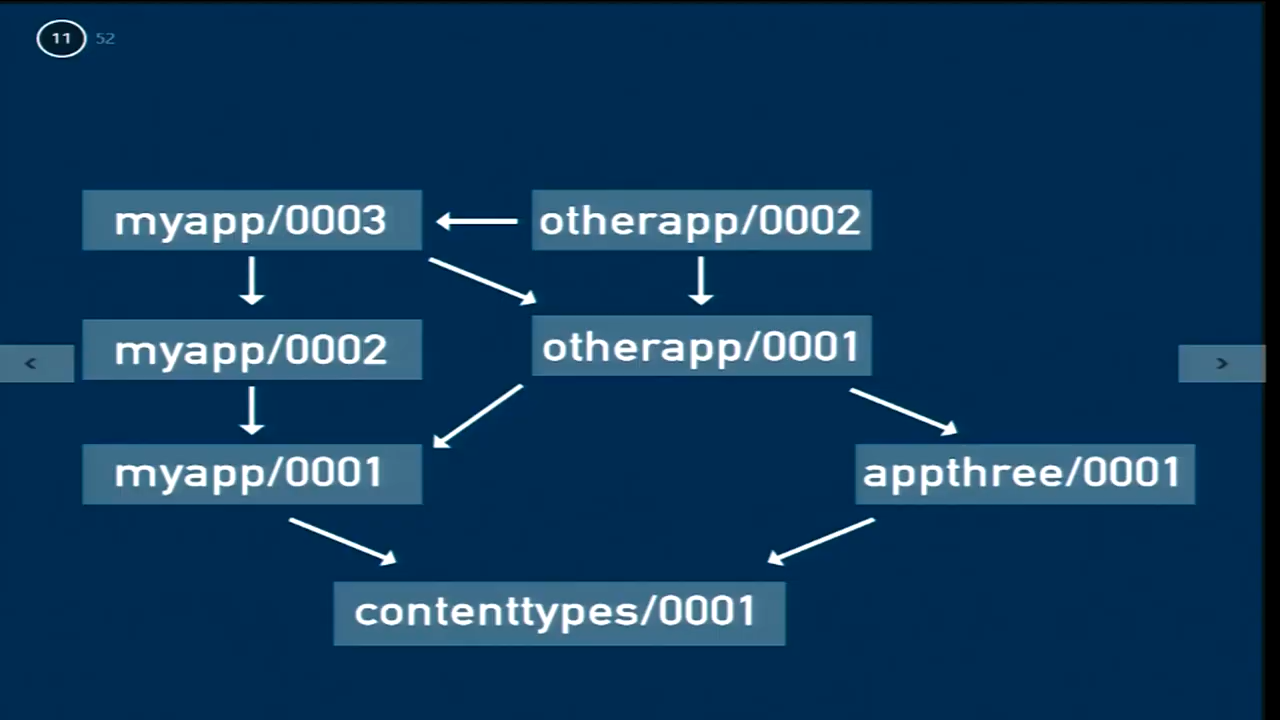 11 52
myapp/0003
otherapp/0002
myapp/0002
otherapp/0001
myapp/0001
appthree/0001
contenttypes/0001